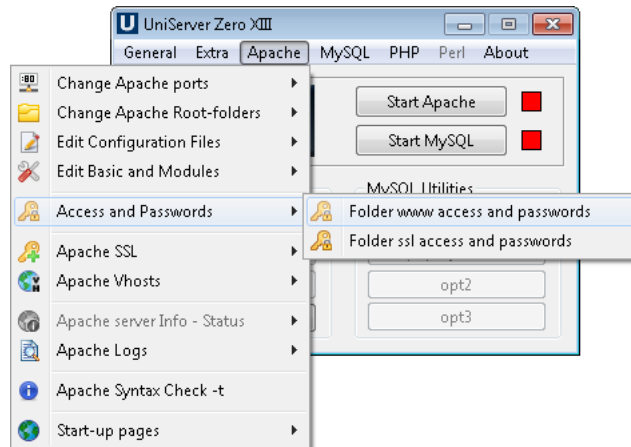 UniServer Zero XIII
General Extra Apache MySQL PHP Perl About
:80
Change Apache ports
Change Apache Root-folders
Edit Configuration Files
Edit Basic and Modules
Access and Passwords
Apache SSL
Apache Vhosts
Apache server Info - Status
Apache Logs
Apache Syntax Check -t
Start-up pages
Start Apache
Start MySQL
MySQL Utilities
Folder www access and passwords
Folder ssl access and passwords
opt2
opt3